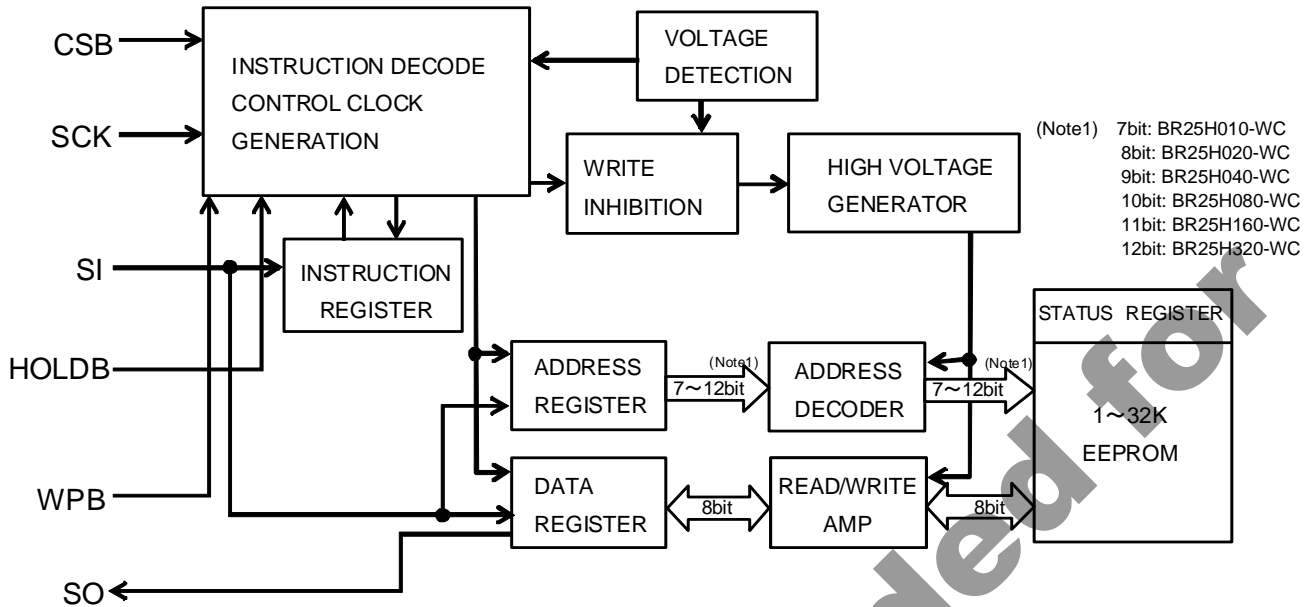 CSB
SCK
SI
HOLDB
WPB
SO
INSTRUCTION DECODE
CONTROL CLOCK
GENERATION
VOLTAGE
DETECTION
WRITE
INHIBITION
HIGH VOLTAGE
GENERATOR
INSTRUCTION
REGISTER
(Note1) 7bit: BR25H010-WC
8bit: BR25H020-WC
9bit: BR25H040-WC
10bit: BR25H080-WC
11bit: BR25H160-WC
12bit: BR25H320-WC
STATUS REGISTER
ADDRESS
REGISTER
(Note1)
7～12bit
ADDRESS
DECODER
(Note1)
7～12bit
1～32K
EEPROM
DATA
REGISTER
8bit
READ/WRITE
AMP
8bit
ded for